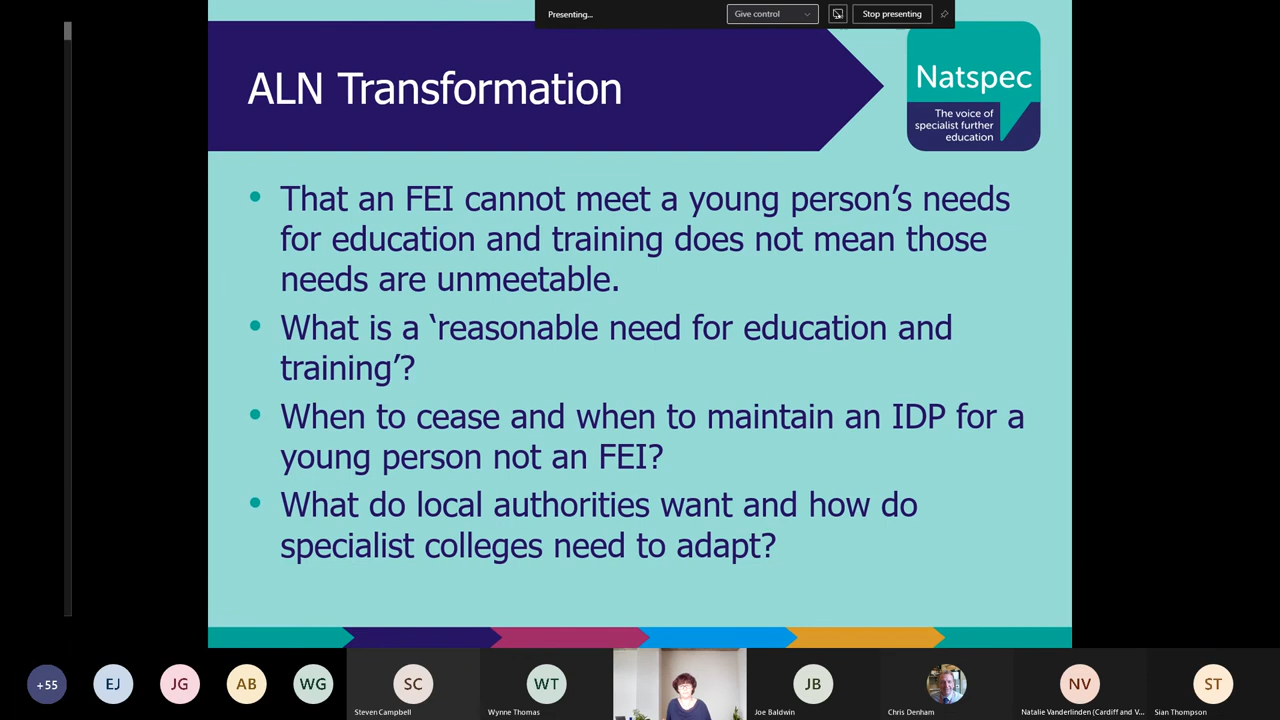 Presenting...
Give control
Stop presenting
ALN Transformation
Natspec
The voice of
specialist further
education
• That an FEI cannot meet a young person’s needs
for education and training does not mean those
needs are unmeetable.
• What is a ‘reasonable need for education and
training’?
• When to cease and when to maintain an IDP for a
young person not an FEI?
• What do local authorities want and how do
specialist colleges need to adapt?
+55
EJ
JG
AB
WG
SC
Steven Campbell
WT
Wynne Thomas
JB
Joe Baldwin
Chris Denham
NV
Natalie Vanderlinden (Cardiff and V...
ST
Sian Thompson